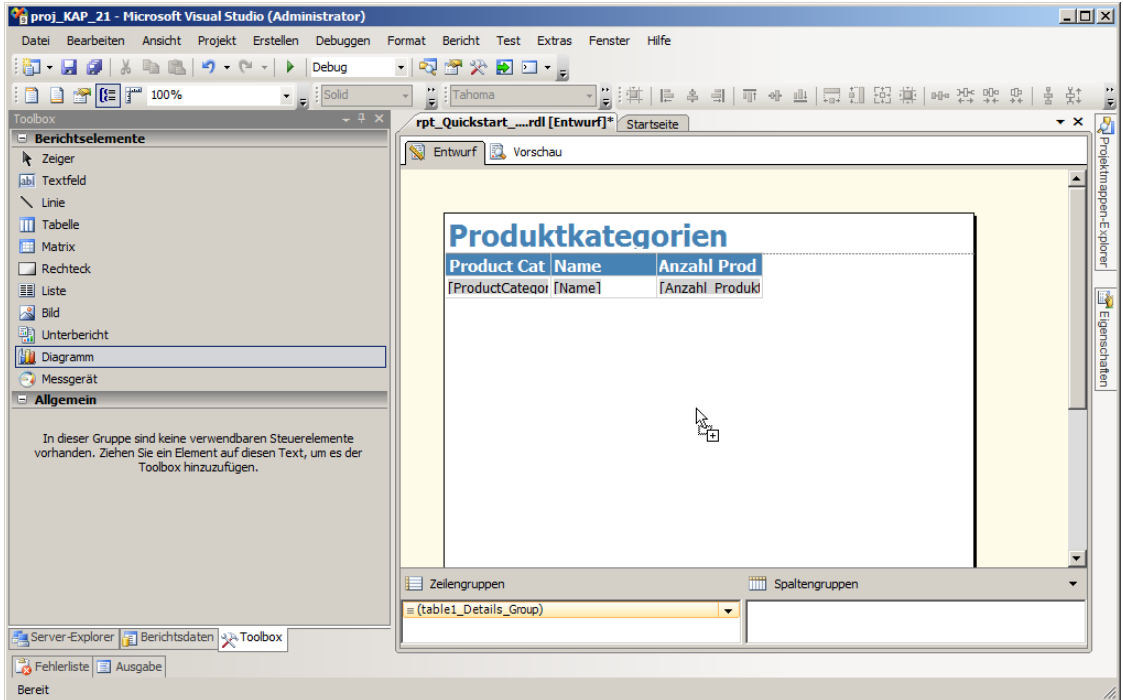 proj_KAP_21 - Microsoft Visual Studio (Administrator)
Datei Bearbeiten Ansicht Projekt Erstellen Debuggen Format Bericht Test Extras Fenster Hilfe
Debug
100% Solid Tahoma
Toolbox
Berichtselemente
Zeiger
Textfeld
Linie
Tabelle
Matrix
Rechteck
Liste
Bild
Unterbericht
Diagramm
Messgerät
Allgemein
In dieser Gruppe sind keine verwendbaren Steuerelemente
vorhanden. Ziehen Sie ein Element auf diesen Text, um es der
Toolbox hinzuzufügen.
Server-Explorer Berichtsdaten Toolbox
rpt_Quickstart_....rdl [Entwurf]* Startseite
Entwurf Vorschau
Produktkategorien
Product Cat Name Anzahl Prod
[ProductCategor [Name] [Anzahl_Produkt
Zeilengruppen Spaltengruppen
(table1_Details_Group)
Projektmappen-Explorer
Eigenschaften
Fehlerliste Ausgabe
Bereit